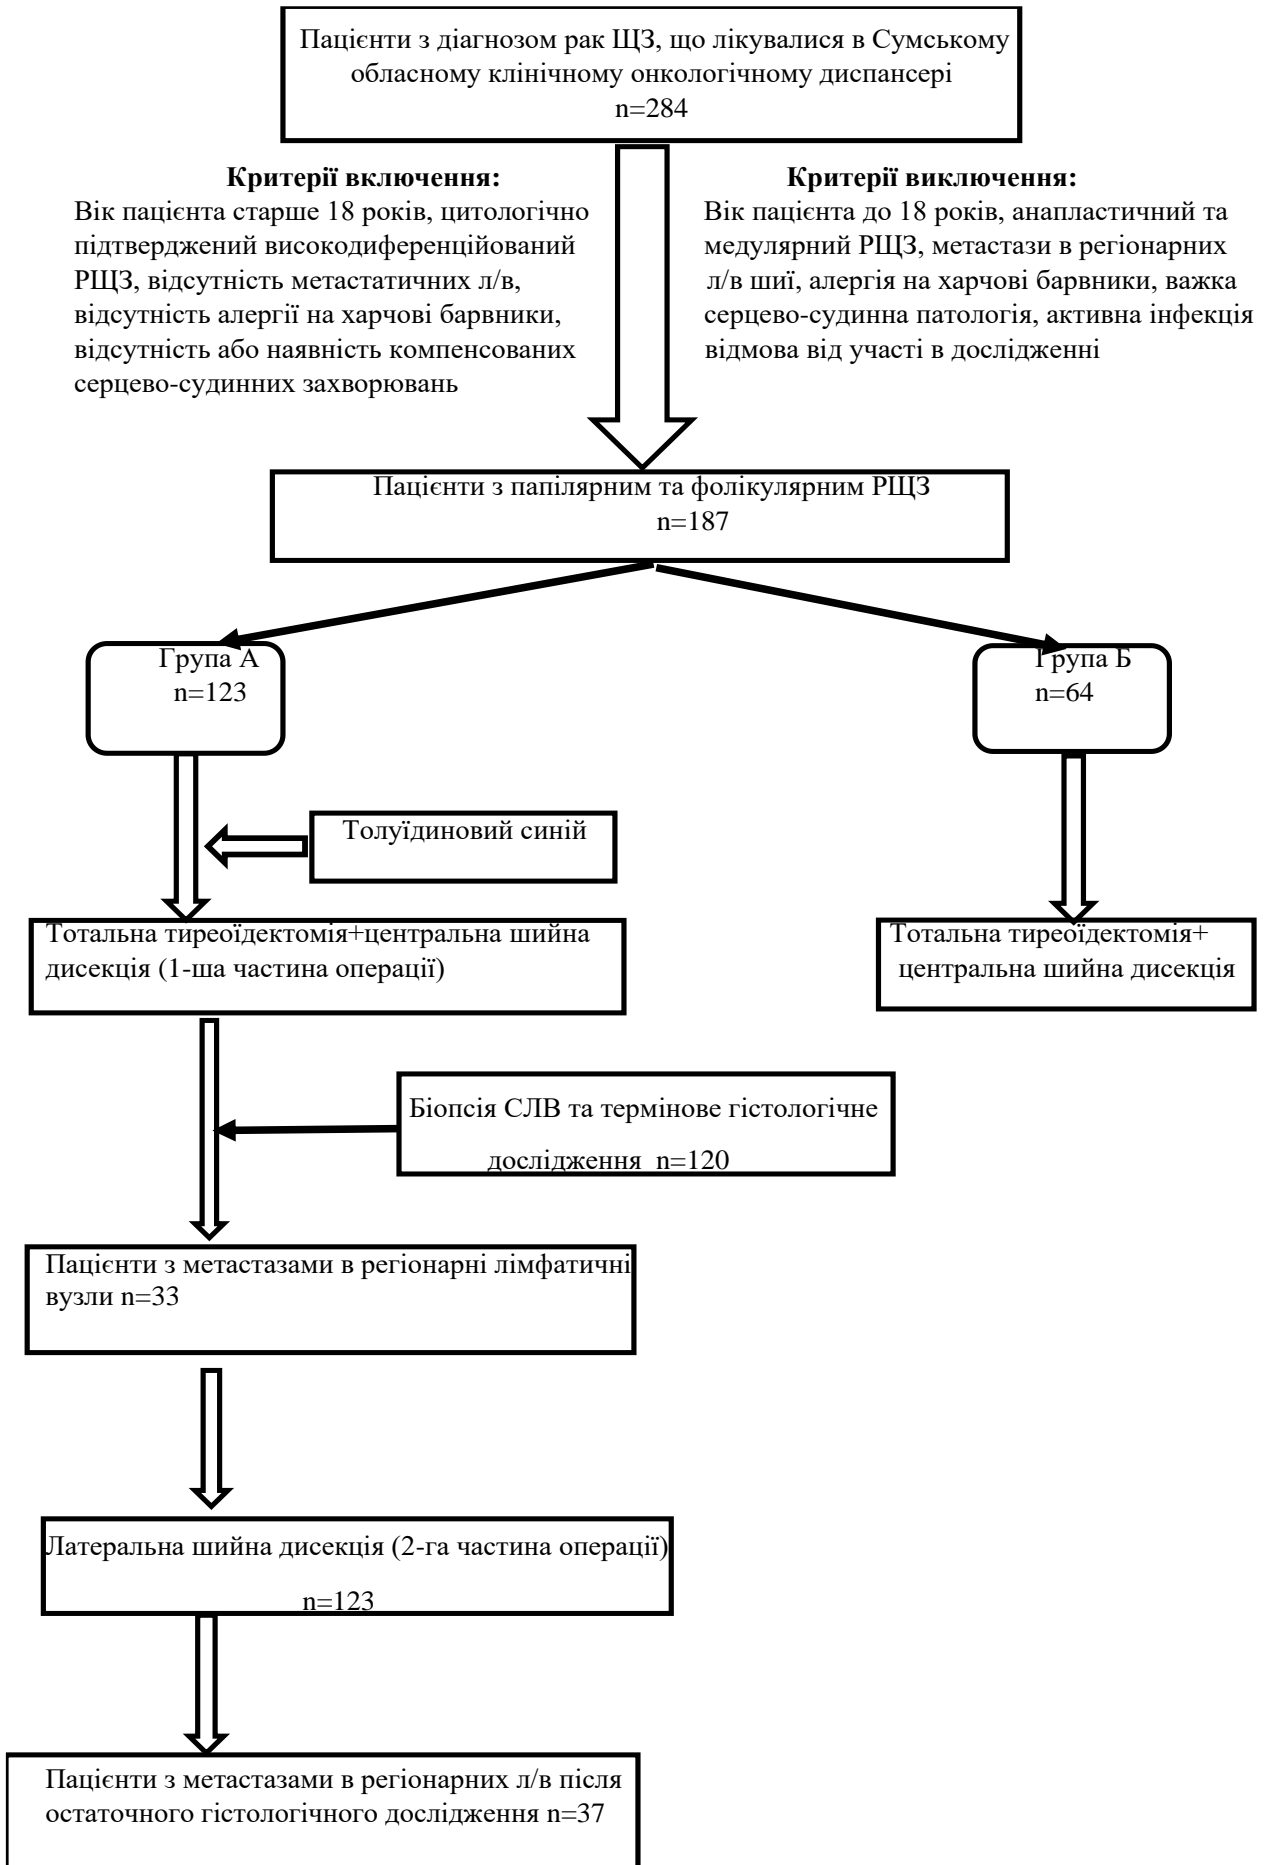 Пацієнти з діагнозом рак ЩЗ, що лікувалися в Сумському
обласному клінічному онкологічному диспансері
n=284
Критерії включення:
Вік пацієнта старше 18 років, цитологічно
підтверджений високодиференційований
РЩЗ, відсутність метастатичних л/в,
відсутність алергії на харчові барвники,
відсутність або наявність компенсованих
серцево-судинних захворювань
Критерії виключення:
Вік пацієнта до 18 років, анапластичний та
медулярний РЩЗ, метастази в регіонарних
л/в шиї, алергія на харчові барвники, важка
серцево-судинна патологія, активна інфекція
відмова від участі в дослідженні
Пацієнти з папілярним та фолікулярним РЩЗ
n=187
Група А
n=123
Група Б
n=64
Толуїдиновий синій
Тотальна тиреоїдектомія+центральна шийна
дисекція (1-ша частина операції)
Тотальна тиреоїдектомія+
центральна шийна дисекція
Біопсія СЛВ та термінове гістологічне
дослідження n=120
Пацієнти з метастазами в регіонарні лімфатичні
вузли n=33
Латеральна шийна дисекція (2-га частина операції)
n=123
Пацієнти з метастазами в регіонарних л/в після
остаточного гістологічного дослідження n=37